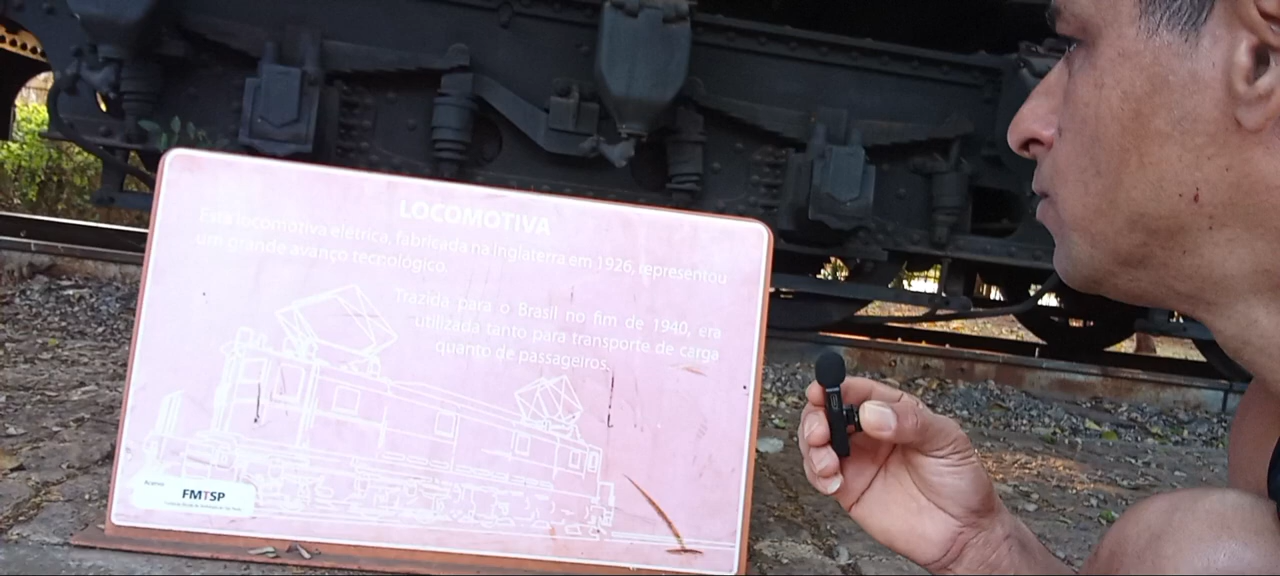 LOCOMOTIVA
Esta locomotiva elétrica, fabricada na Inglaterra em 1926, representou
um grande avanço tecnológico.
Trazida para o Brasil no fim de 1940, era
utilizada tanto para transporte de carga
quanto de passageiros.
Acervo
FMTSP